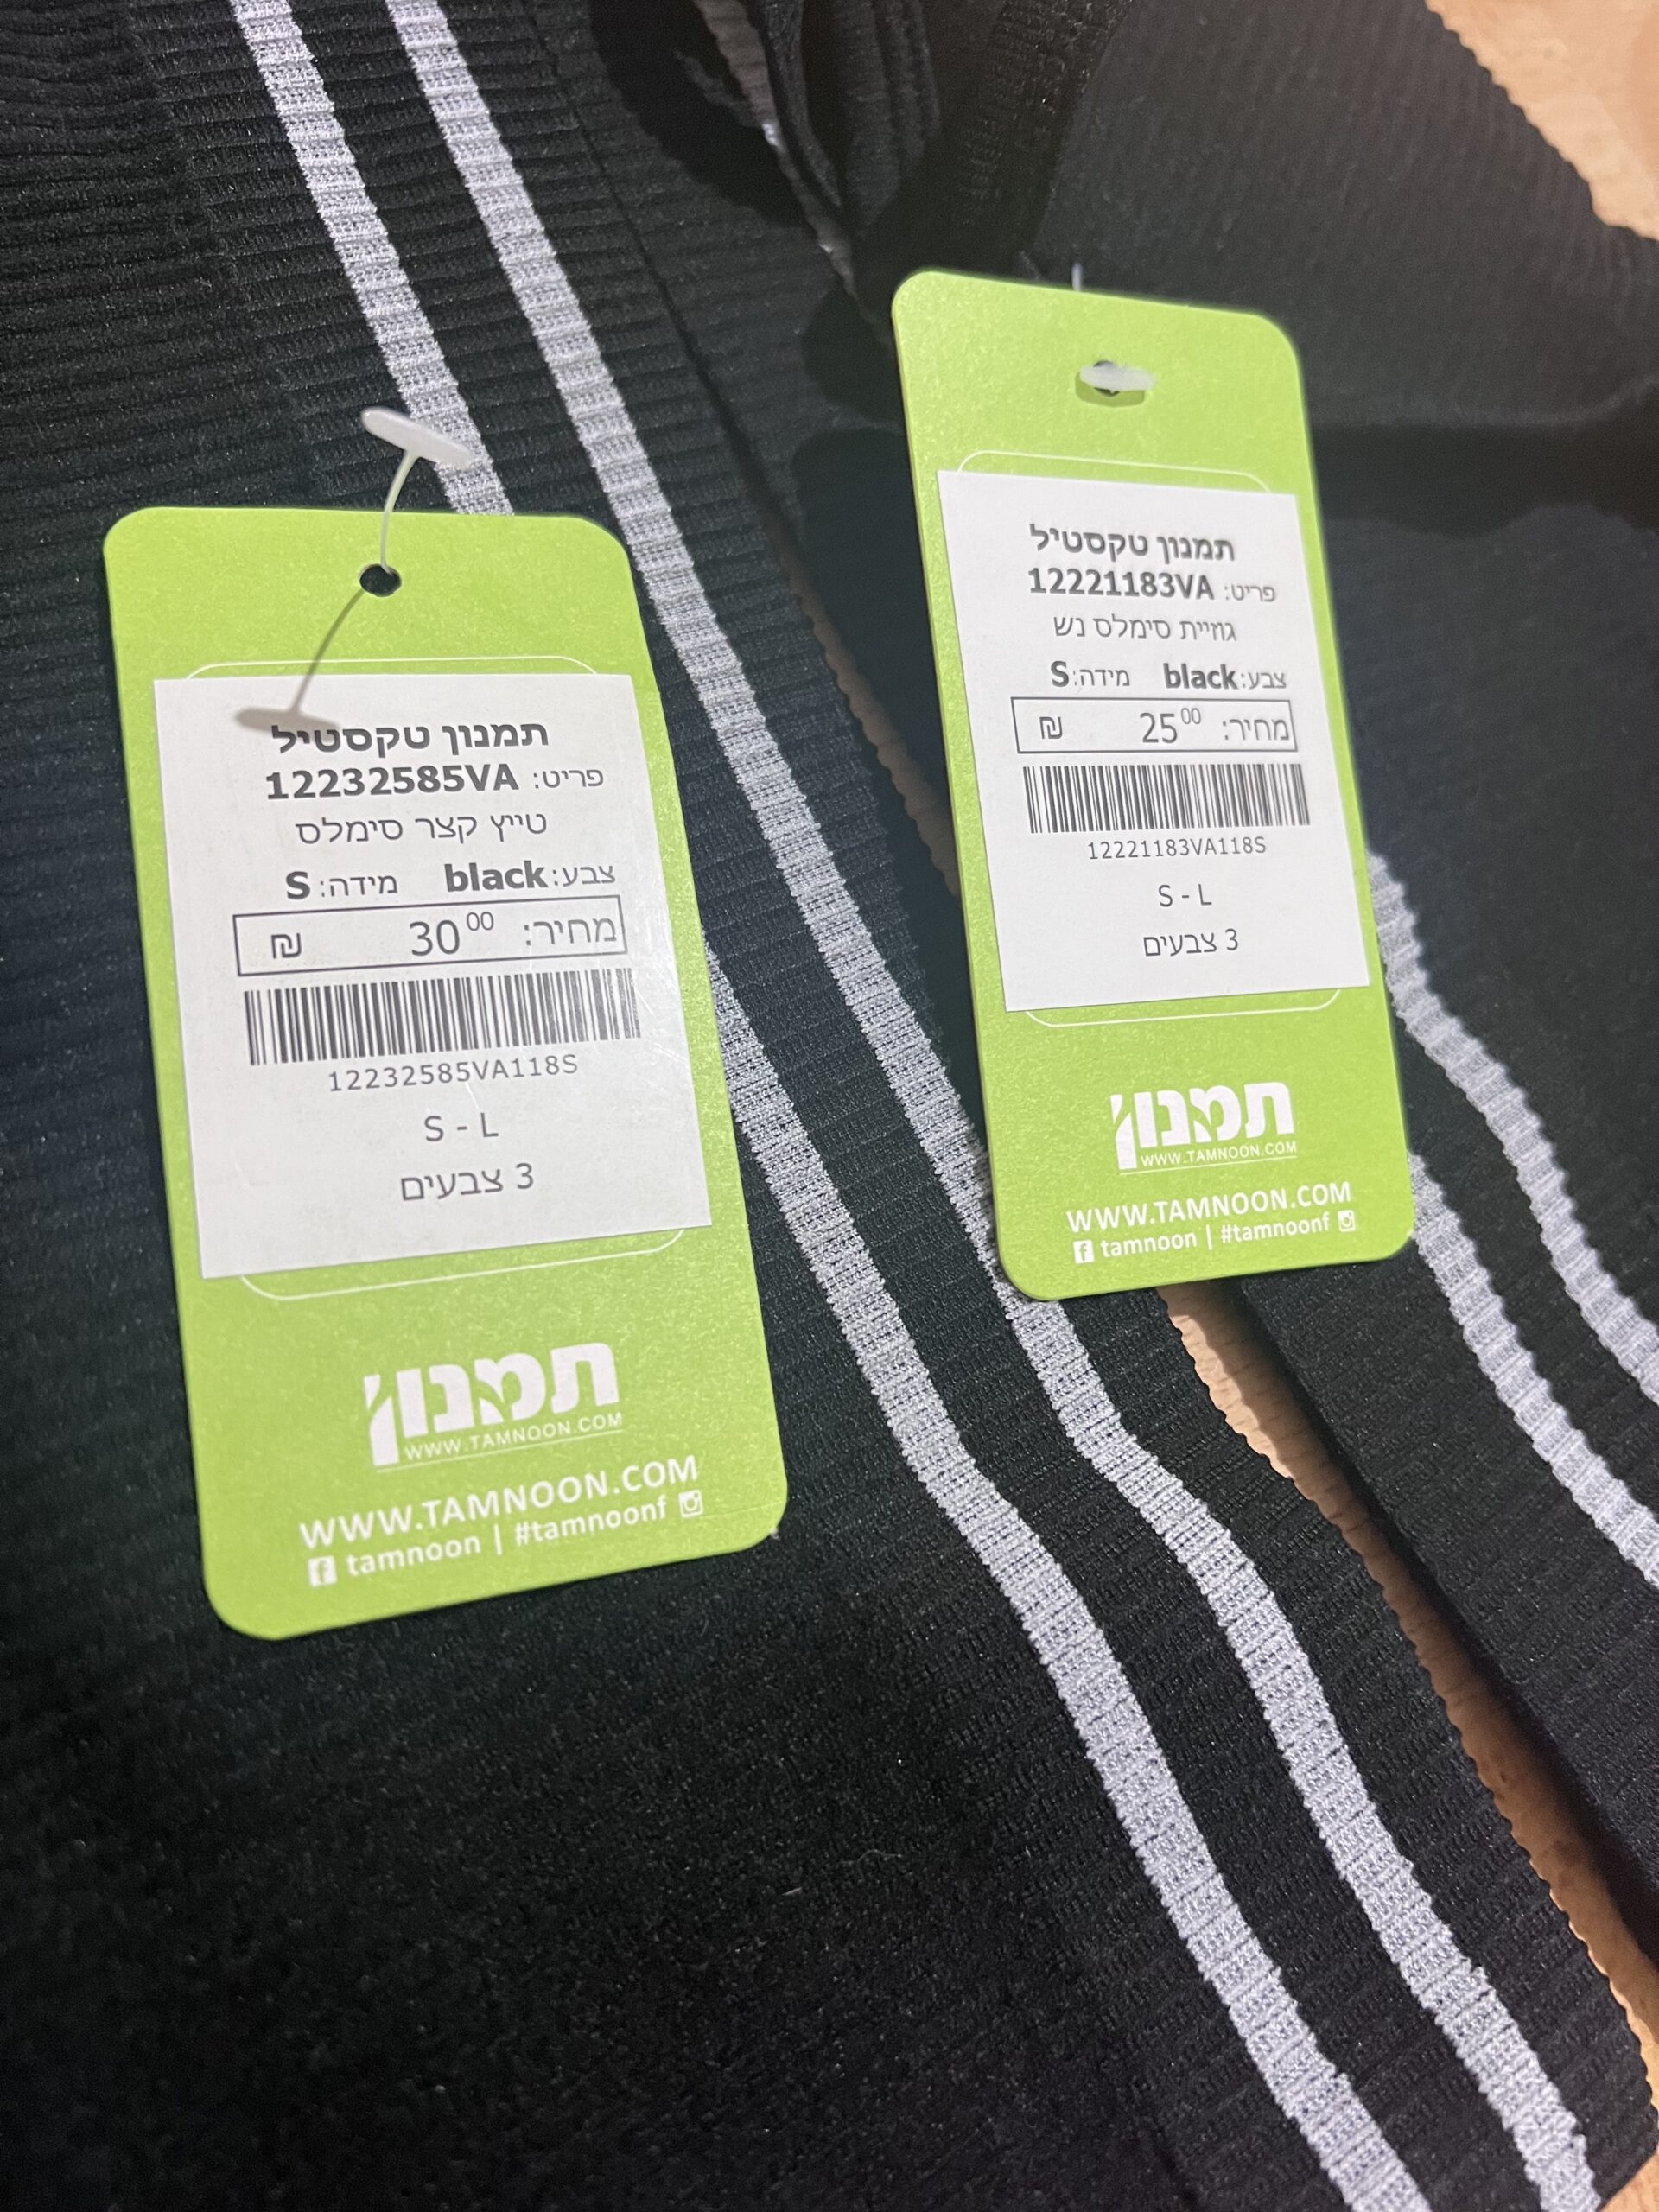 תמנון טקסטיל
פריט: 12232585VA
טייץ קצר סימלס
צבע:black מידה:S
מחיר: 30 00 ₪
12232585VA118S
S - L
3 צבעים
תמנון
WWW.TAMNOON.COM
WWW.TAMNOON.COM
tamnoon | #tamnoonf
תמנון טקסטיל
פריט: 12221183VA
גוזיית סימלס נש
צבע:black מידה:S
מחיר: 25 00 ₪
12221183VA118S
S - L
3 צבעים
תמנון
WWW.TAMNOON.COM
WWW.TAMNOON.COM
tamnoon | #tamnoonf